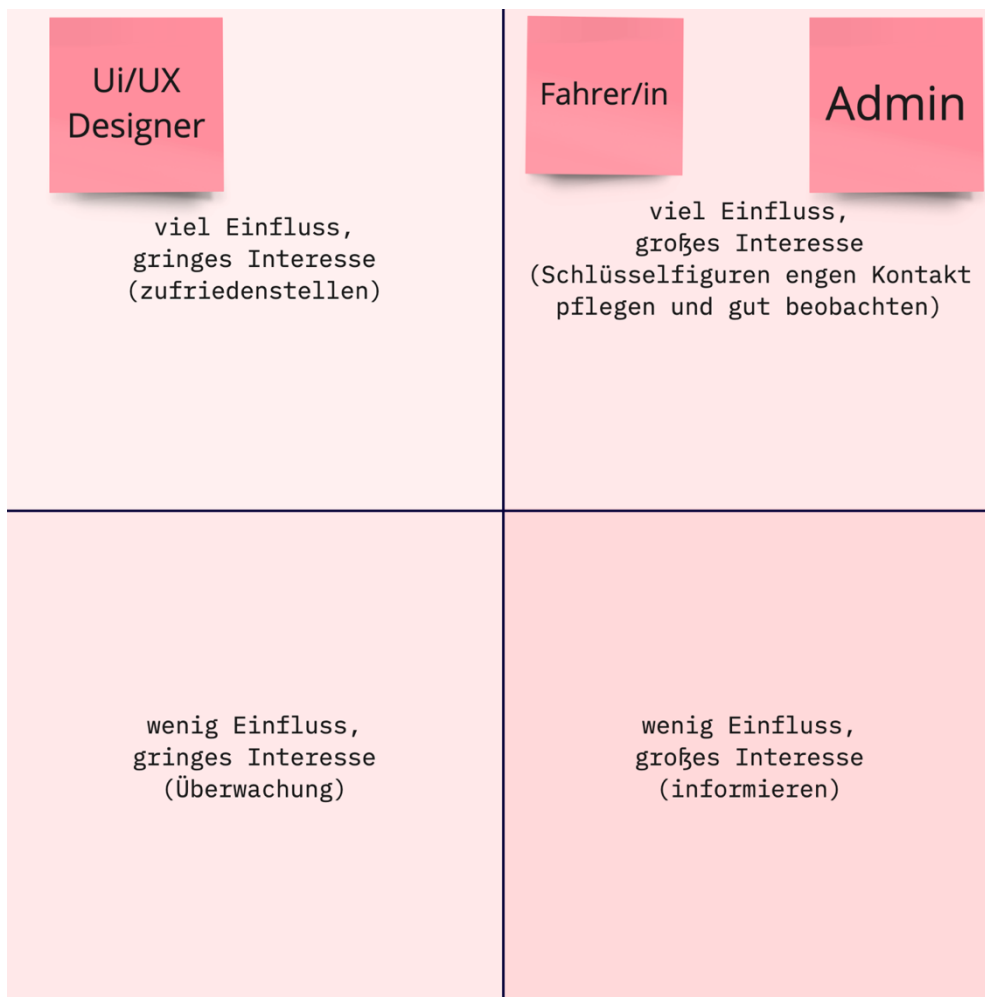 Ui/UX
Designer
Fahrer/in
Admin
viel Einfluss,
gringes Interesse
(zufriedenstellen)
viel Einfluss,
großes Interesse
(Schlüsselfiguren engen Kontakt
pflegen und gut beobachten)
wenig Einfluss,
gringes Interesse
(Überwachung)
wenig Einfluss,
großes Interesse
(informieren)